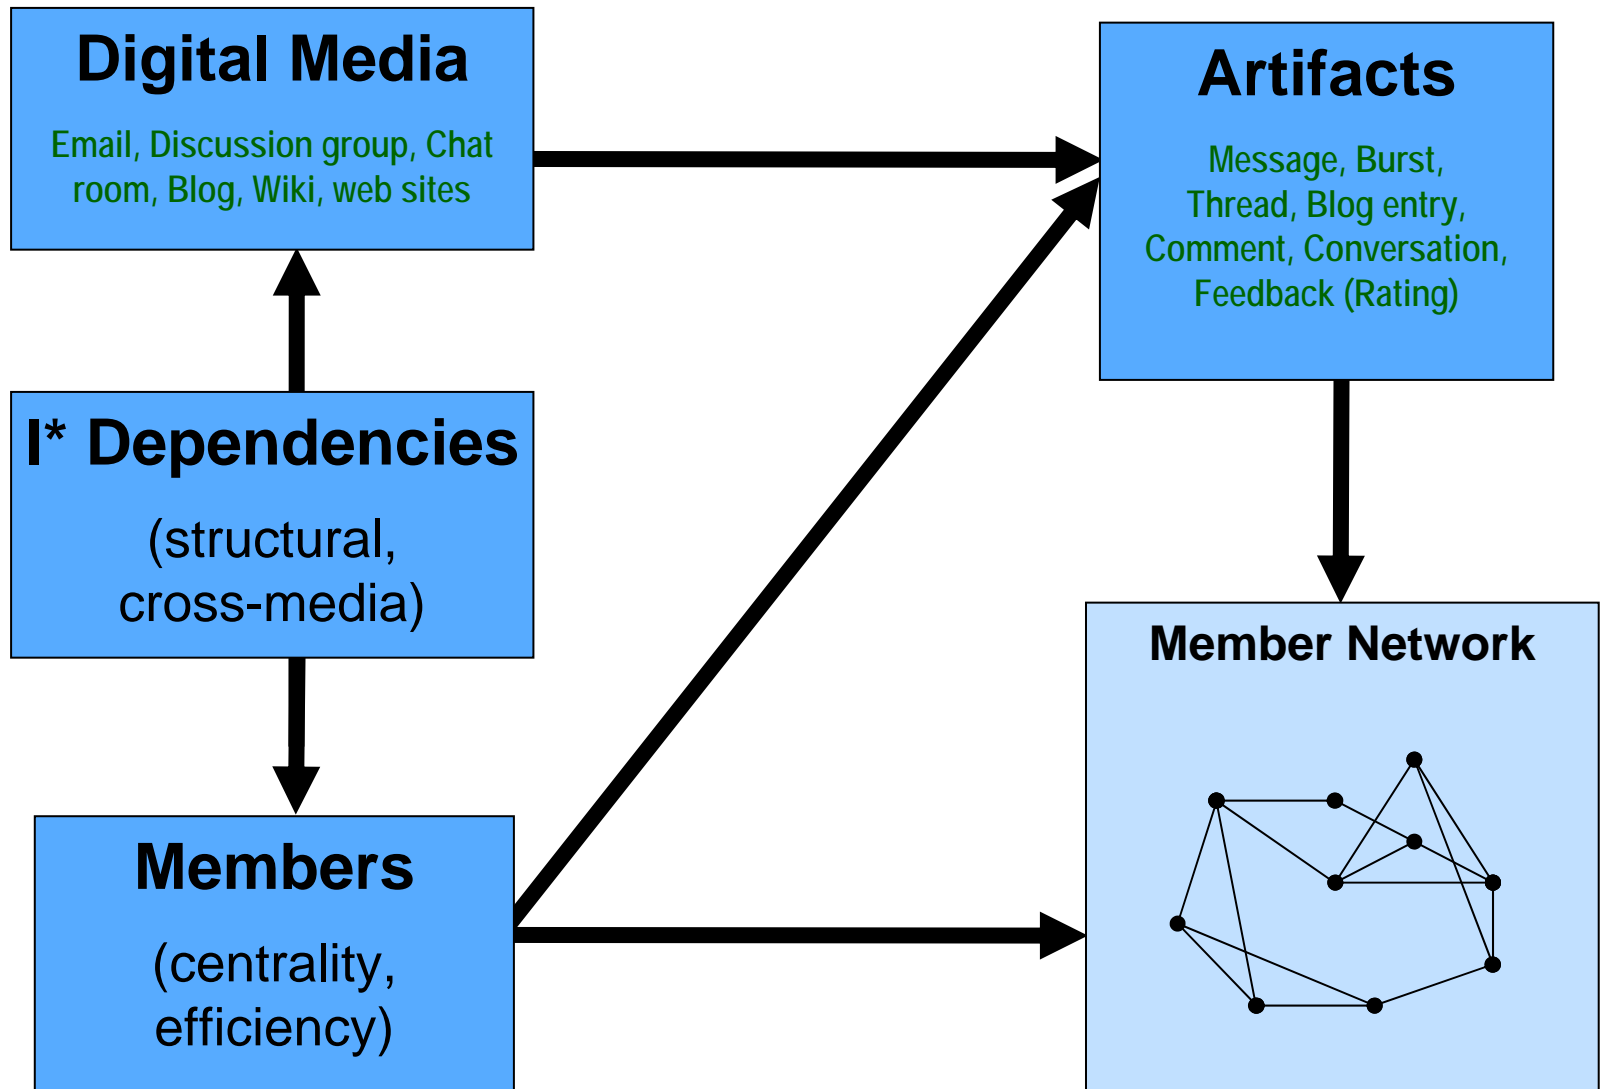 Digital Media
Email, Discussion group, Chat
room, Blog, Wiki, web sites
Artifacts
Message, Burst,
Thread, Blog entry,
Comment, Conversation,
Feedback (Rating)
I* Dependencies
(structural,
cross-media)
Member Network
Members
(centrality,
efficiency)